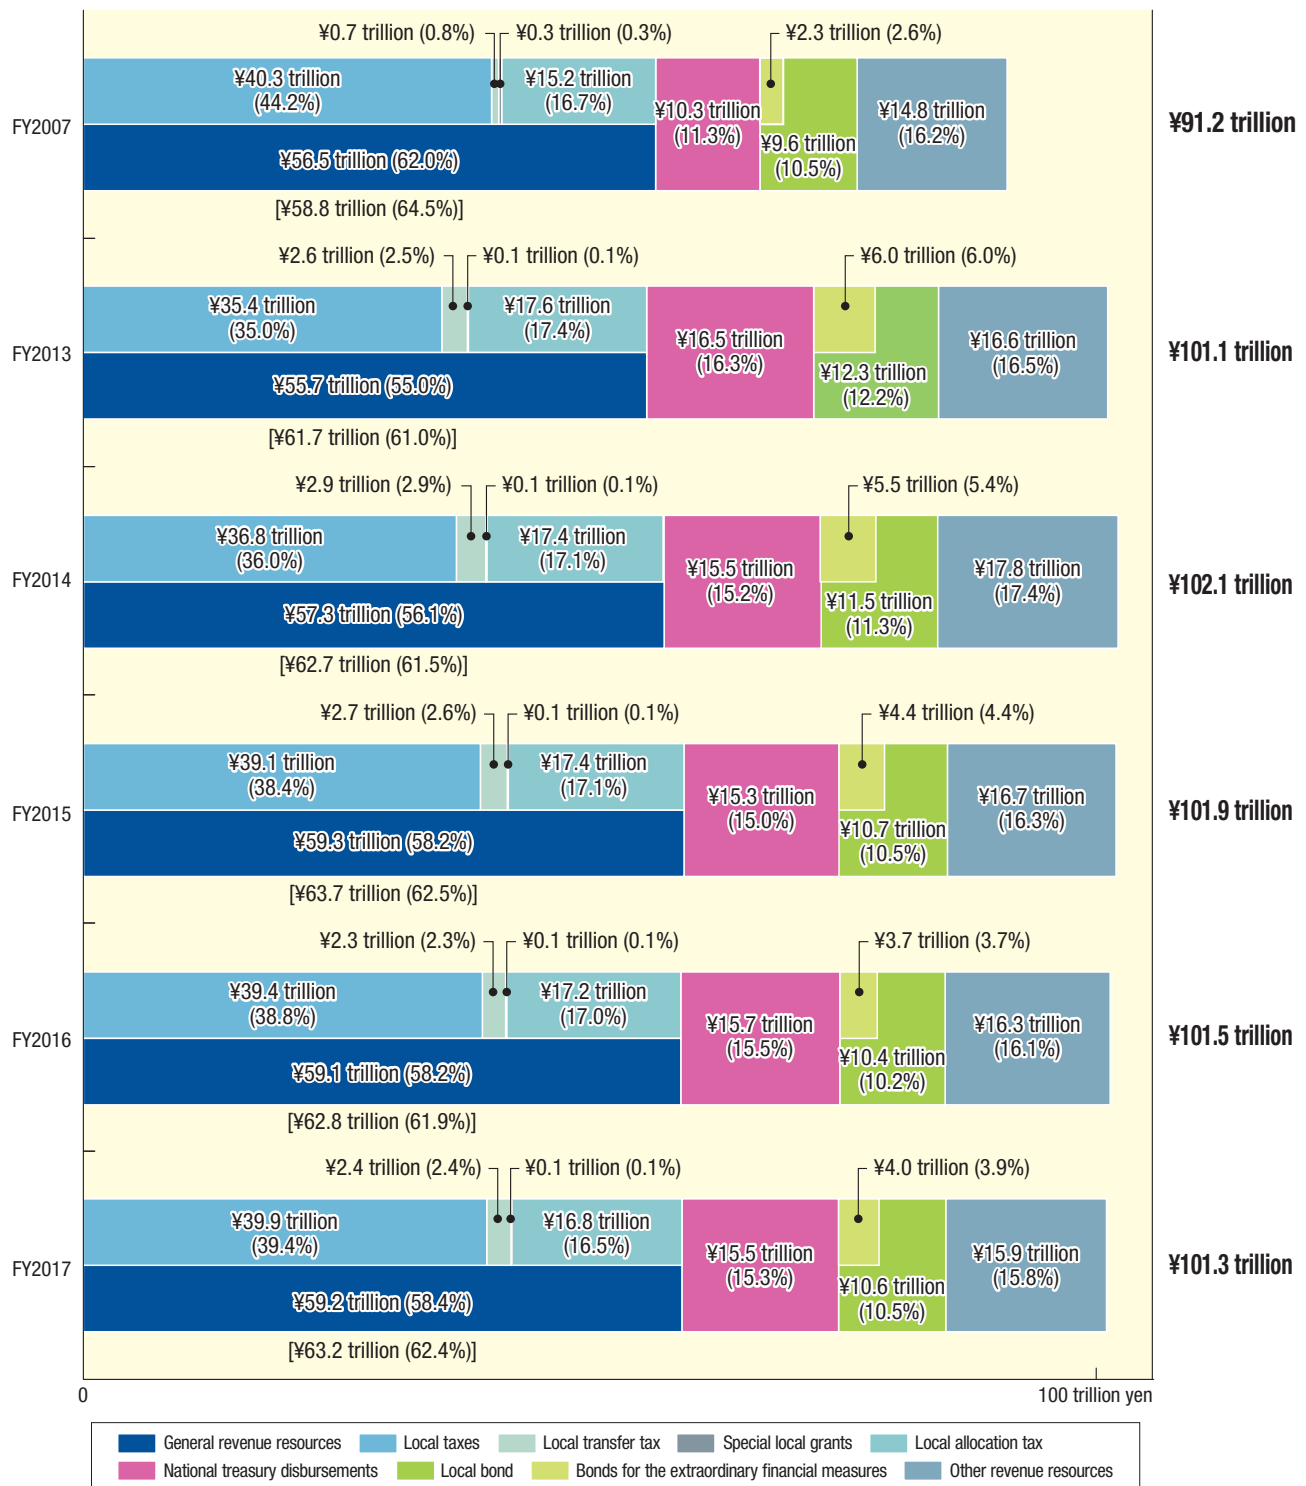 ¥0.7 trillion (0.8%) ¥0.3 trillion (0.3%) ¥2.3 trillion (2.6%)
¥40.3 trillion
(44.2%)
¥15.2 trillion
(16.7%)
¥10.3 trillion
(11.3%)
¥9.6 trillion
(10.5%)
¥14.8 trillion
(16.2%)
FY2007
¥91.2 trillion
¥56.5 trillion (62.0%)
[¥58.8 trillion (64.5%)]
¥2.6 trillion (2.5%) ¥0.1 trillion (0.1%) ¥6.0 trillion (6.0%)
¥35.4 trillion
(35.0%)
¥17.6 trillion
(17.4%)
¥16.5 trillion
(16.3%)
¥12.3 trillion
(12.2%)
¥16.6 trillion
(16.5%)
FY2013
¥101.1 trillion
¥55.7 trillion (55.0%)
[¥61.7 trillion (61.0%)]
¥2.9 trillion (2.9%) ¥0.1 trillion (0.1%) ¥5.5 trillion (5.4%)
¥36.8 trillion
(36.0%)
¥17.4 trillion
(17.1%)
¥15.5 trillion
(15.2%)
¥11.5 trillion
(11.3%)
¥17.8 trillion
(17.4%)
FY2014
¥102.1 trillion
¥57.3 trillion (56.1%)
[¥62.7 trillion (61.5%)]
¥2.7 trillion (2.6%) ¥0.1 trillion (0.1%) ¥4.4 trillion (4.4%)
¥39.1 trillion
(38.4%)
¥17.4 trillion
(17.1%)
¥15.3 trillion
(15.0%)
¥10.7 trillion
(10.5%)
¥16.7 trillion
(16.3%)
FY2015
¥101.9 trillion
¥59.3 trillion (58.2%)
[¥63.7 trillion (62.5%)]
¥2.3 trillion (2.3%) ¥0.1 trillion (0.1%) ¥3.7 trillion (3.7%)
¥39.4 trillion
(38.8%)
¥17.2 trillion
(17.0%)
¥15.7 trillion
(15.5%)
¥10.4 trillion
(10.2%)
¥16.3 trillion
(16.1%)
FY2016
¥101.5 trillion
¥59.1 trillion (58.2%)
[¥62.8 trillion (61.9%)]
¥2.4 trillion (2.4%) ¥0.1 trillion (0.1%) ¥4.0 trillion (3.9%)
¥39.9 trillion
(39.4%)
¥16.8 trillion
(16.5%)
¥15.5 trillion
(15.3%)
¥10.6 trillion
(10.5%)
¥15.9 trillion
(15.8%)
FY2017
¥101.3 trillion
¥59.2 trillion (58.4%)
[¥63.2 trillion (62.4%)]
0 100 trillion yen
General revenue resources Local taxes Local transfer tax Special local grants Local allocation tax
National treasury disbursements Local bond Bonds for the extraordinary financial measures Other revenue resources